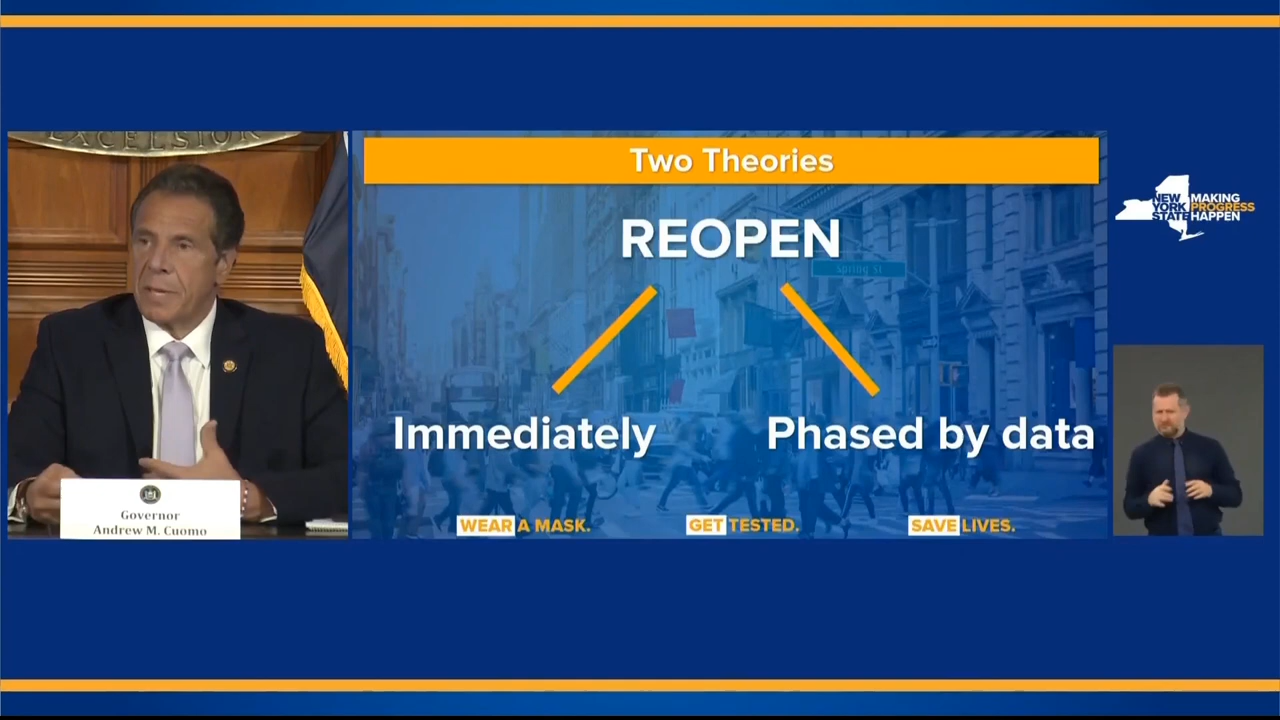 EXCELSIOR
Governor
Andrew M. Cuomo
Two Theories
REOPEN
Spring St
Immediately
Phased by data
WEAR A MASK.
GET TESTED.
SAVE LIVES.
NEW YORK STATE
MAKING PROGRESS HAPPEN